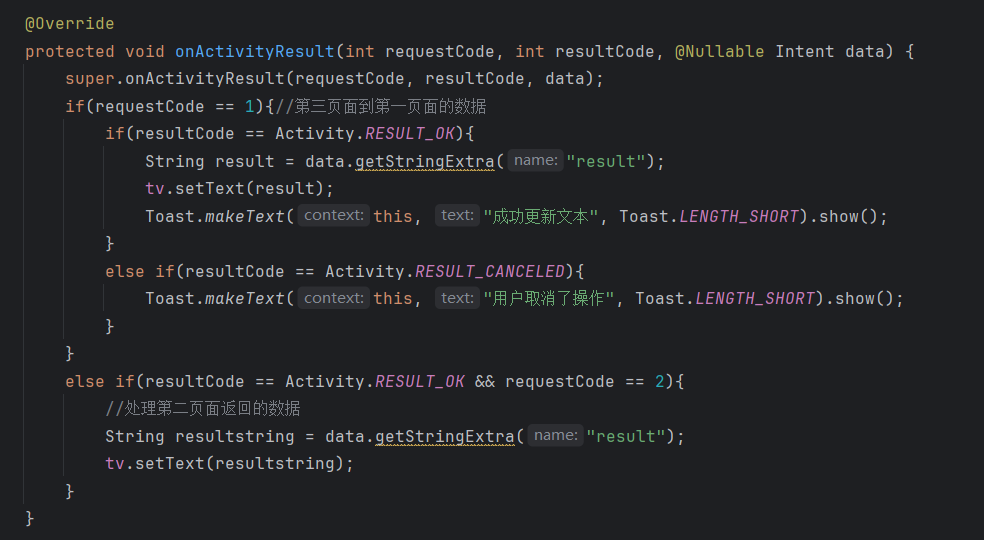 @Override
protected void onActivityResult(int requestCode, int resultCode, @Nullable Intent data) {
    super.onActivityResult(requestCode, resultCode, data);
    if(requestCode == 1){//第三页面到第一页面的数据
        if(resultCode == Activity.RESULT_OK){
            String result = data.getStringExtra( name: "result");
            tv.setText(result);
            Toast.makeText( context: this, text: "成功更新文本", Toast.LENGTH_SHORT).show();
        }
        else if(resultCode == Activity.RESULT_CANCELED){
            Toast.makeText( context: this, text: "用户取消了操作", Toast.LENGTH_SHORT).show();
        }
    }
    else if(resultCode == Activity.RESULT_OK && requestCode == 2){
        //处理第二页面返回的数据
        String resultstring = data.getStringExtra( name: "result");
        tv.setText(resultstring);
    }
}